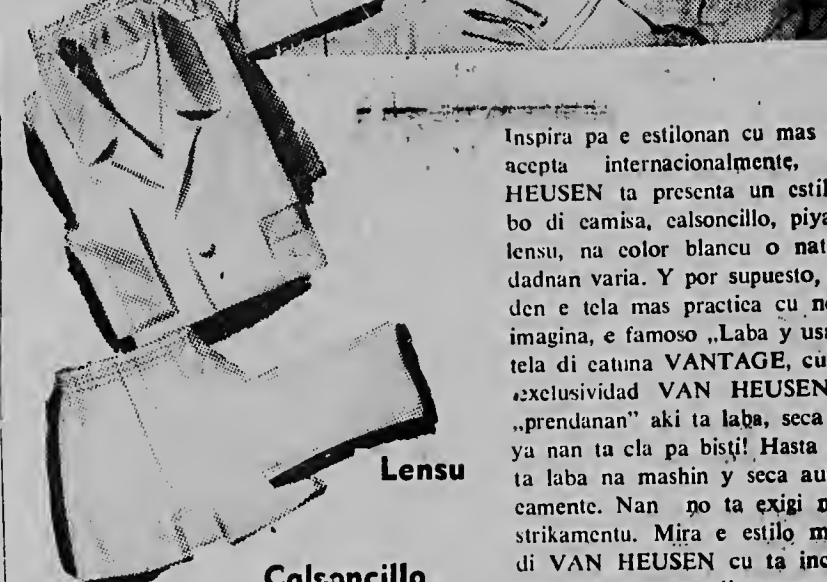 Inspira pa e estilonan cu mas
acepta internacionalmente,
HEUSEN ta presenta un estil
bo di camisa, calsoncillo, piya
lensu, na color blancu o nat
dadnan varia. Y por supuesto,
den e tela mas practica cu no
imagina, e famoso „Laba y usa
tela di catuna VANTAGE, cu
exclusividad VAN HEUSEN
„prendanan” aki ta laba, seca
ya nan ta cla pa bisti! Hasta
ta laba na mashin y seca au
camente. Nan no ta exigi n
strikamentu. Mira e estilo m
di VAN HEUSEN cu ta inc
Lensu
Calsoncillo